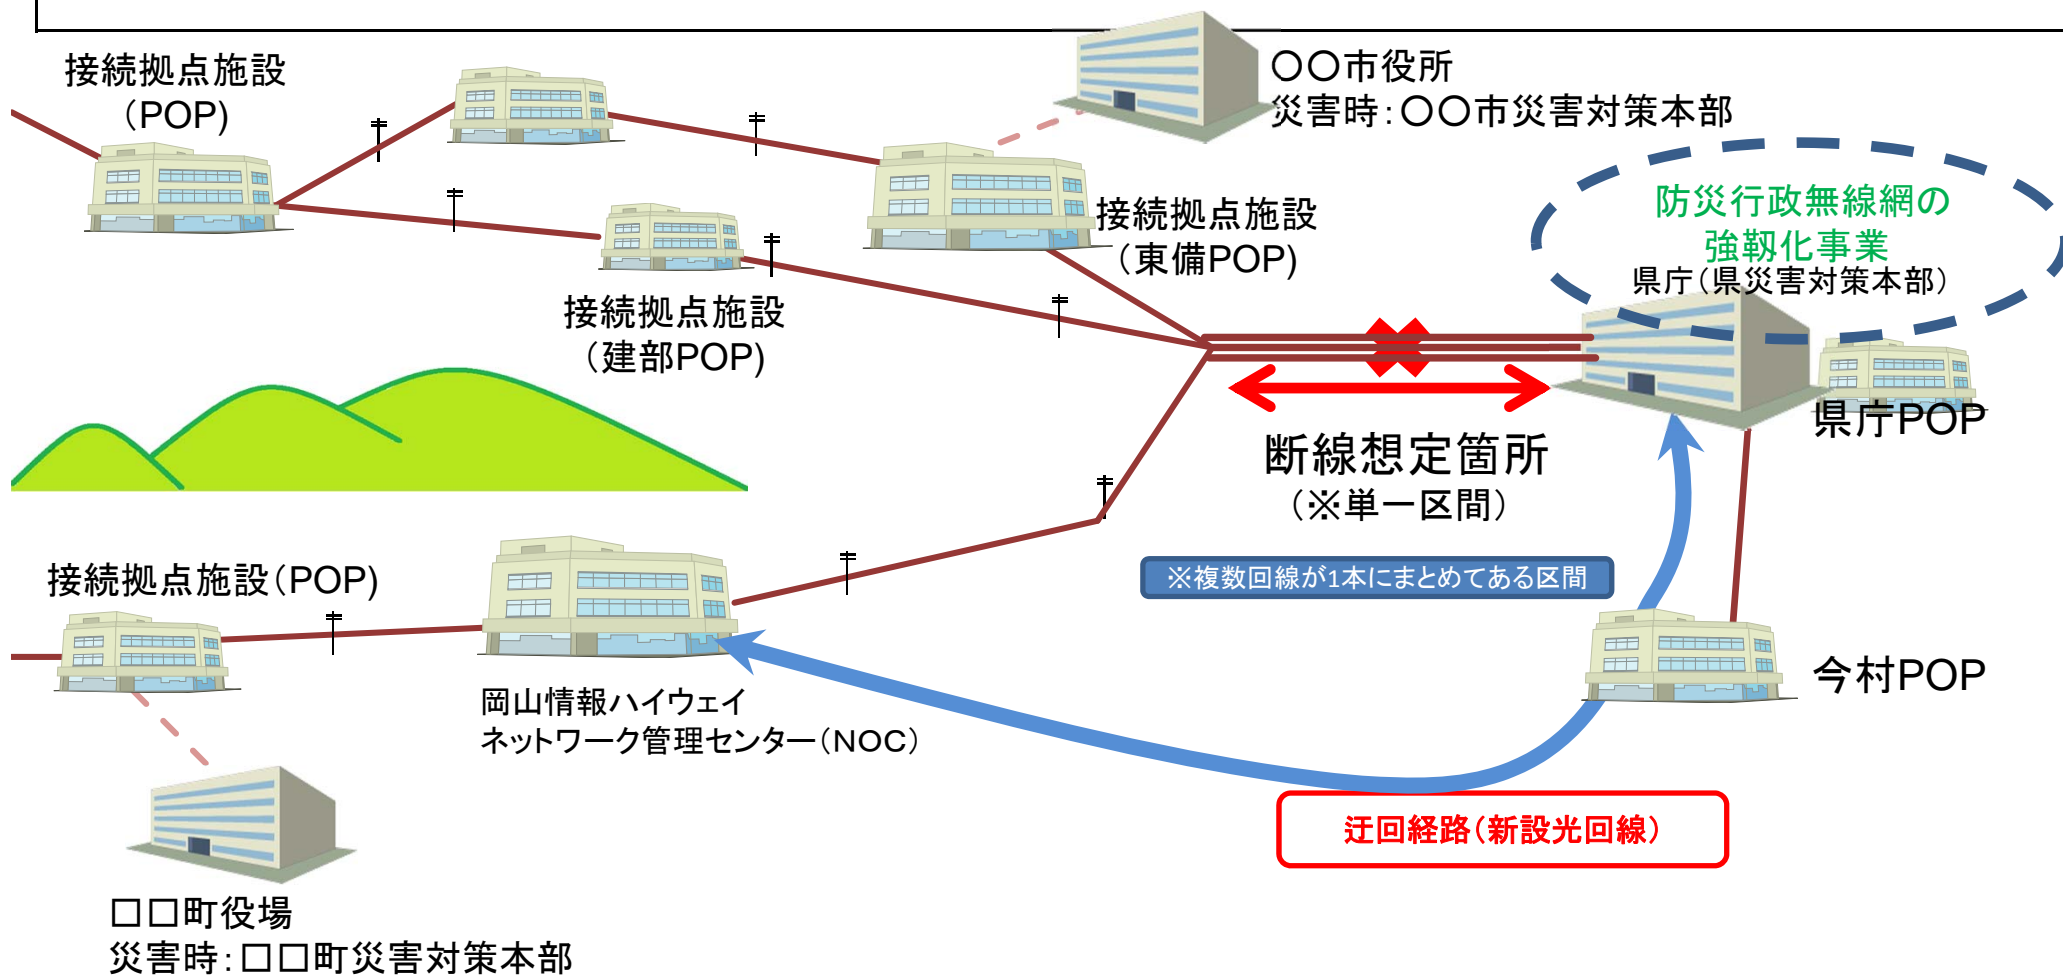 接続拠点施設
（POP)
〇〇市役所
災害時：〇〇市災害対策本部
防災行政無線網の
強靱化事業
県庁（県災害対策本部）
接続拠点施設
（東備POP)
接続拠点施設
（建部POP)
県庁POP
断線想定箇所
（※単一区間）
※複数回線が1本にまとめてある区間
接続拠点施設（POP)
今村POP
岡山情報ハイウェイ
ネットワーク管理センター（NOC）
迂回経路（新設光回線）
□□町役場
災害時：□□町災害対策本部